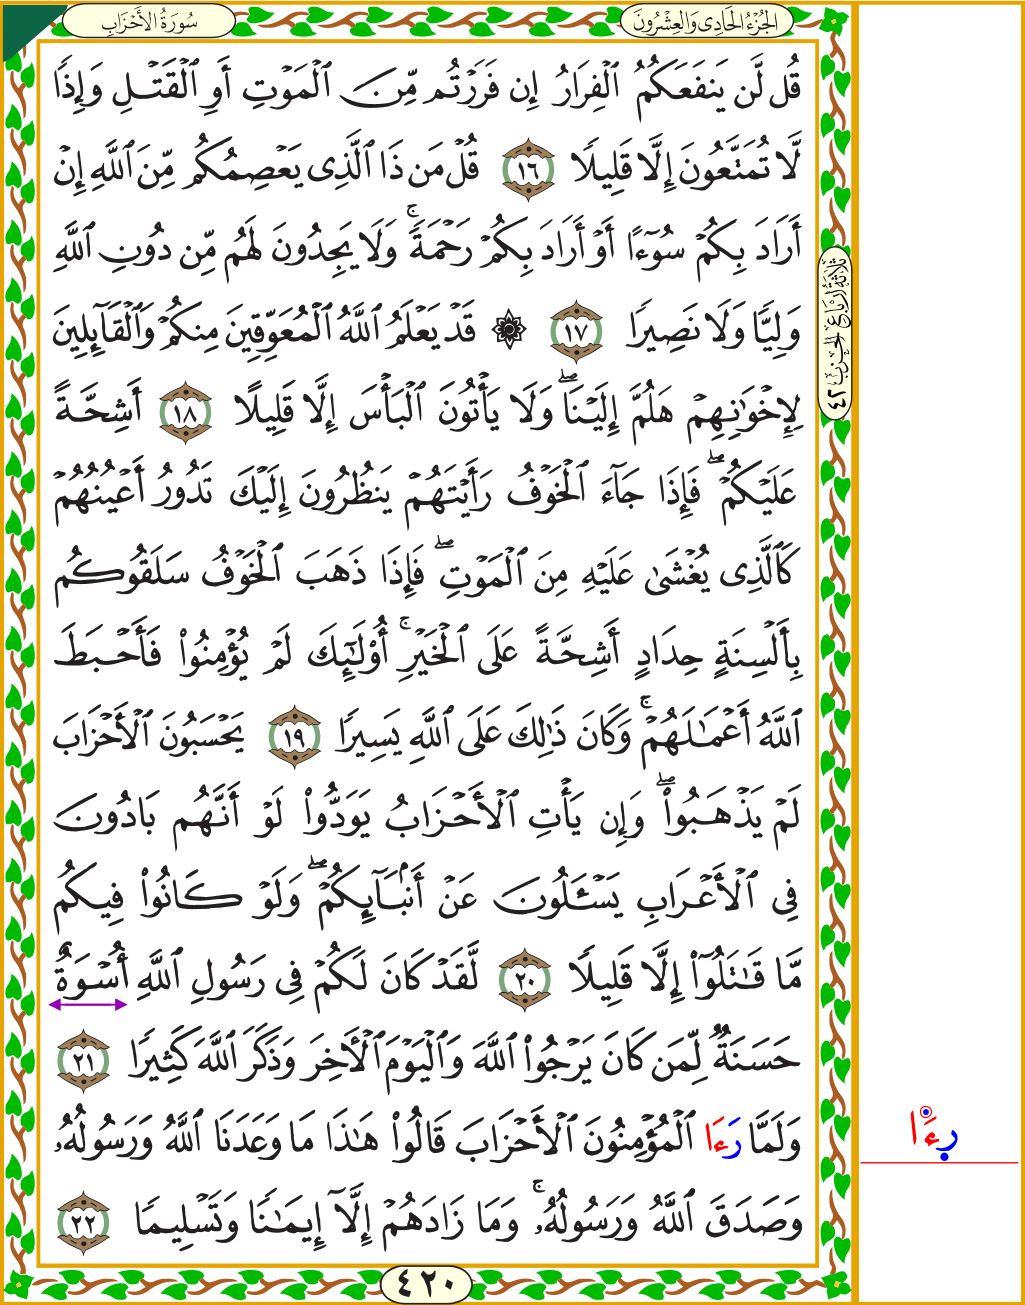 سُورَةُ الأَحْزَابِ
الجُزْءُ الحَادِي وَالعِشْرُونَ
قُل لَّن يَنفَعَكُمُ ٱلْفِرَارُ إِن فَرَرْتُم مِّنَ ٱلْمَوْتِ أَوِ ٱلْقَتْلِ وَإِذًا
لَّا تُمَتَّعُونَ إِلَّا قَلِيلًا ١٦ قُلْ مَن ذَا ٱلَّذِى يَعْصِمُكُم مِّنَ ٱللَّهِ إِنْ
أَرَادَ بِكُمْ سُوٓءًا أَوْ أَرَادَ بِكُمْ رَحْمَةً ۚ وَلَا يَجِدُونَ لَهُم مِّن دُونِ ٱللَّهِ
وَلِيًّا وَلَا نَصِيرًا ١٧ ۞ قَدْ يَعْلَمُ ٱللَّهُ ٱلْمُعَوِّقِينَ مِنكُمْ وَٱلْقَآئِلِينَ
لِإِخْوَٰنِهِمْ هَلُمَّ إِلَيْنَا ۖ وَلَا يَأْتُونَ ٱلْبَأْسَ إِلَّا قَلِيلًا ١٨ أَشِحَّةً
عَلَيْكُمْ ۖ فَإِذَا جَآءَ ٱلْخَوْفُ رَأَيْتَهُمْ يَنظُرُونَ إِلَيْكَ تَدُورُ أَعْيُنُهُمْ
كَٱلَّذِى يُغْشَىٰ عَلَيْهِ مِنَ ٱلْمَوْتِ ۖ فَإِذَا ذَهَبَ ٱلْخَوْفُ سَلَقُوكُم
بِأَلْسِنَةٍ حِدَادٍ أَشِحَّةً عَلَى ٱلْخَيْرِ ۚ أُو۟لَٰٓئِكَ لَمْ يُؤْمِنُوا۟ فَأَحْبَطَ
ٱللَّهُ أَعْمَٰلَهُمْ ۚ وَكَانَ ذَٰلِكَ عَلَى ٱللَّهِ يَسِيرًا ١٩ يَحْسَبُونَ ٱلْأَحْزَابَ
لَمْ يَذْهَبُوا۟ ۖ وَإِن يَأْتِ ٱلْأَحْزَابُ يَوَدُّوا۟ لَوْ أَنَّهُم بَادُونَ
فِى ٱلْأَعْرَابِ يَسْـَٔلُونَ عَنْ أَنۢبَآئِكُمْ ۖ وَلَوْ كَانُوا۟ فِيكُم
مَّا قَٰتَلُوٓا۟ إِلَّا قَلِيلًا ٢٠ لَّقَدْ كَانَ لَكُمْ فِى رَسُولِ ٱللَّهِ أُسْوَةٌ
حَسَنَةٌ لِّمَن كَانَ يَرْجُوا۟ ٱللَّهَ وَٱلْيَوْمَ ٱلْأَخِرَ وَذَكَرَ ٱللَّهَ كَثِيرًا ٢١
وَلَمَّا رَءَا ٱلْمُؤْمِنُونَ ٱلْأَحْزَابَ قَالُوا۟ هَٰذَا مَا وَعَدَنَا ٱللَّهُ وَرَسُولُهُۥ
وَصَدَقَ ٱللَّهُ وَرَسُولُهُۥ ۚ وَمَا زَادَهُمْ إِلَّآ إِيمَٰنًا وَتَسْلِيمًا ٢٢
ثَلَاثَةُ أَرْبَاعِ الحِزْبِ ٤٢
رِءَا
٤٢٠